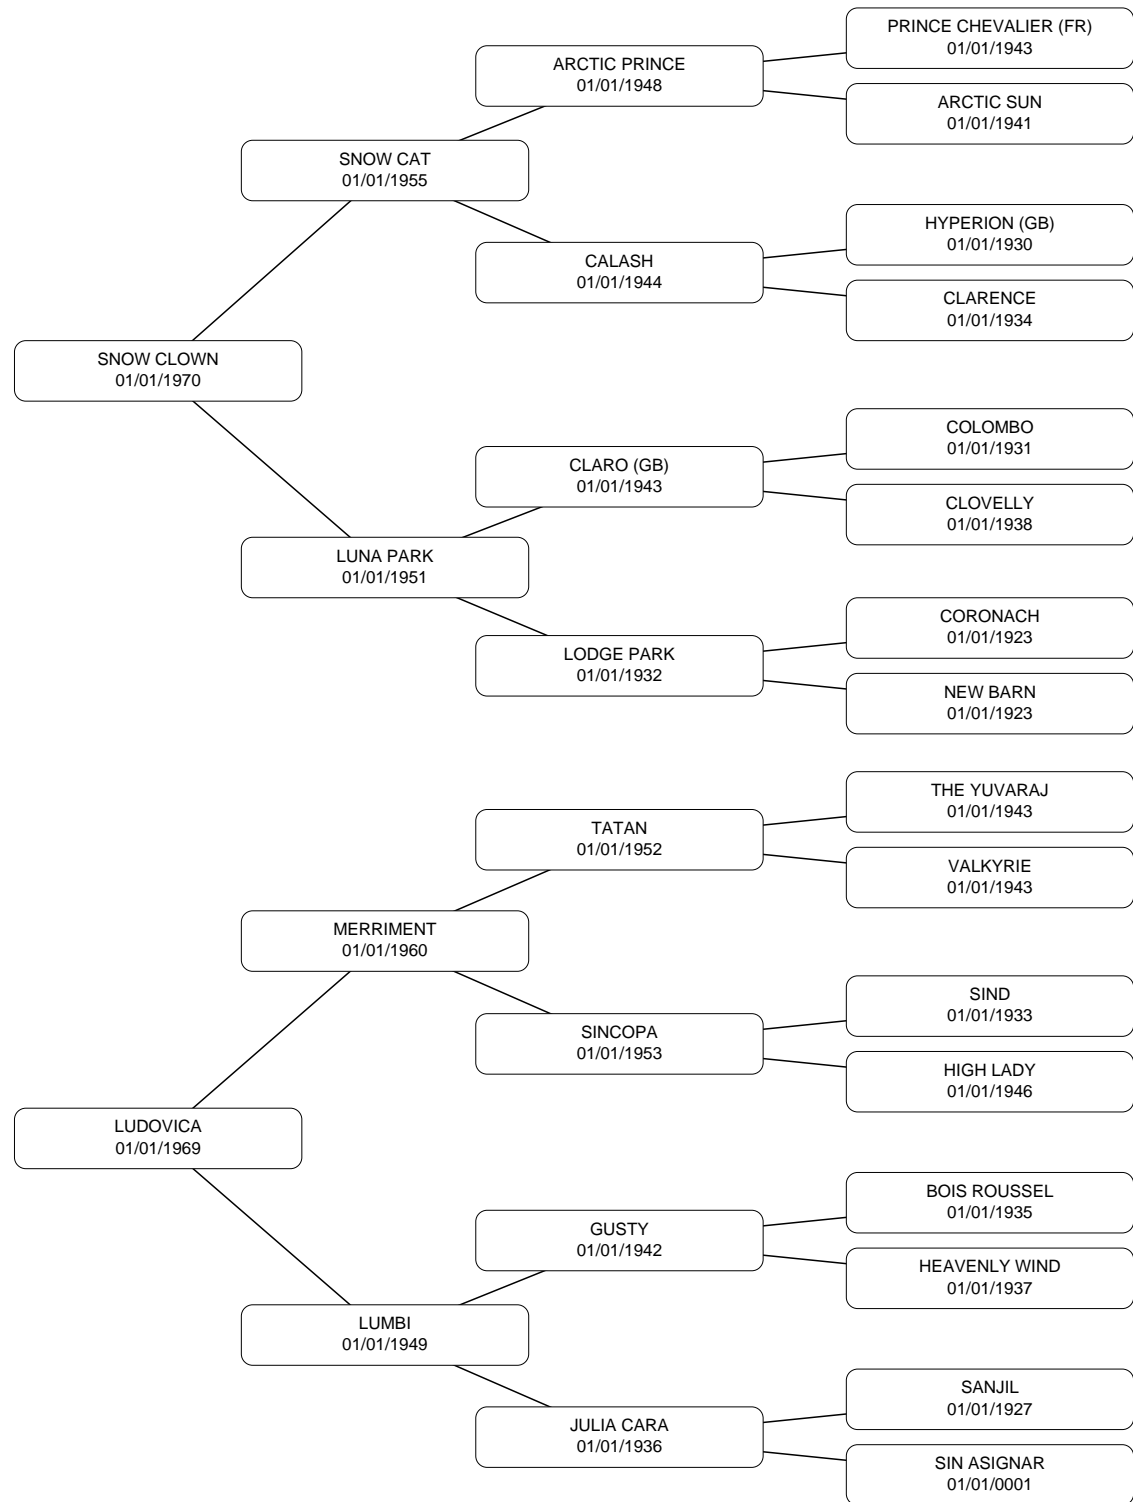 PRINCE CHEVALIER (FR)
01/01/1943
ARCTIC PRINCE
01/01/1948
ARCTIC SUN
01/01/1941
SNOW CAT
01/01/1955
HYPERION (GB)
01/01/1930
CALASH
01/01/1944
CLARENCE
01/01/1934
SNOW CLOWN
01/01/1970
COLOMBO
01/01/1931
CLARO (GB)
01/01/1943
CLOVELLY
01/01/1938
LUNA PARK
01/01/1951
CORONACH
01/01/1923
LODGE PARK
01/01/1932
NEW BARN
01/01/1923
THE YUVARAJ
01/01/1943
TATAN
01/01/1952
VALKYRIE
01/01/1943
MERRIMENT
01/01/1960
SIND
01/01/1933
SINCOPA
01/01/1953
HIGH LADY
01/01/1946
LUDOVICA
01/01/1969
BOIS ROUSSEL
01/01/1935
GUSTY
01/01/1942
HEAVENLY WIND
01/01/1937
LUMBI
01/01/1949
SANJIL
01/01/1927
JULIA CARA
01/01/1936
SIN ASIGNAR
01/01/0001